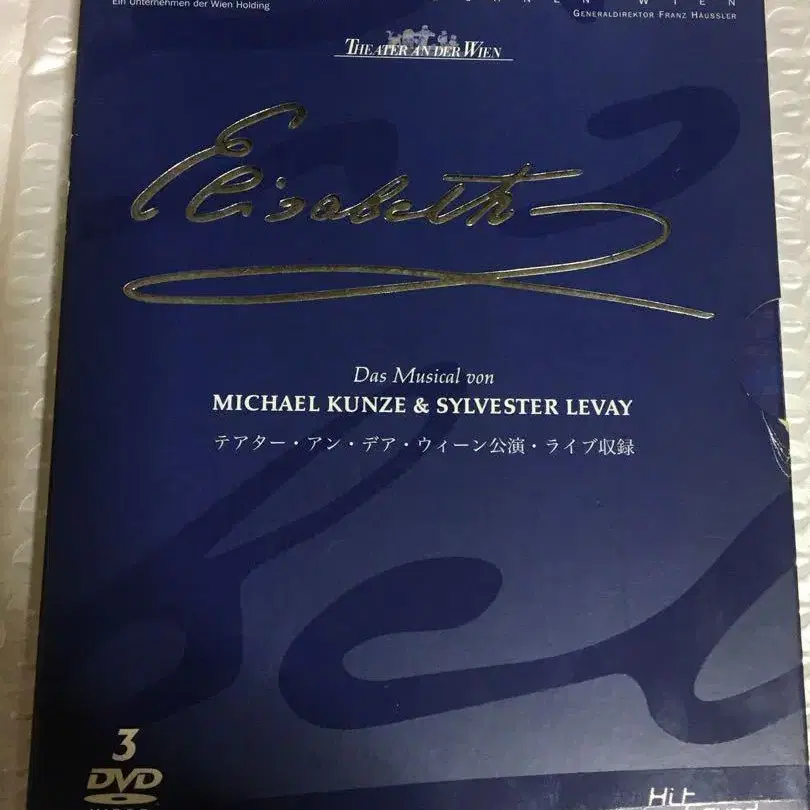 Ein Unternehmen der Wien Holding
WIEN
GENERALDIREKTOR FRANZ HÄUSSLER
THEATER AN DER WIEN
Elisabeth
Das Musical von
MICHAEL KUNZE & SYLVESTER LEVAY
テアター・アン・デア・ウィーン公演・ライブ収録
3
DVD
Hit